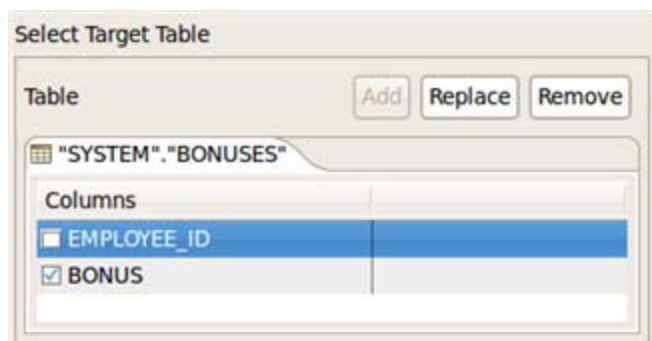 Select Target Table
Table Add Replace Remove
"SYSTEM"."BONUSES"
Columns
EMPLOYEE_ID
BONUS